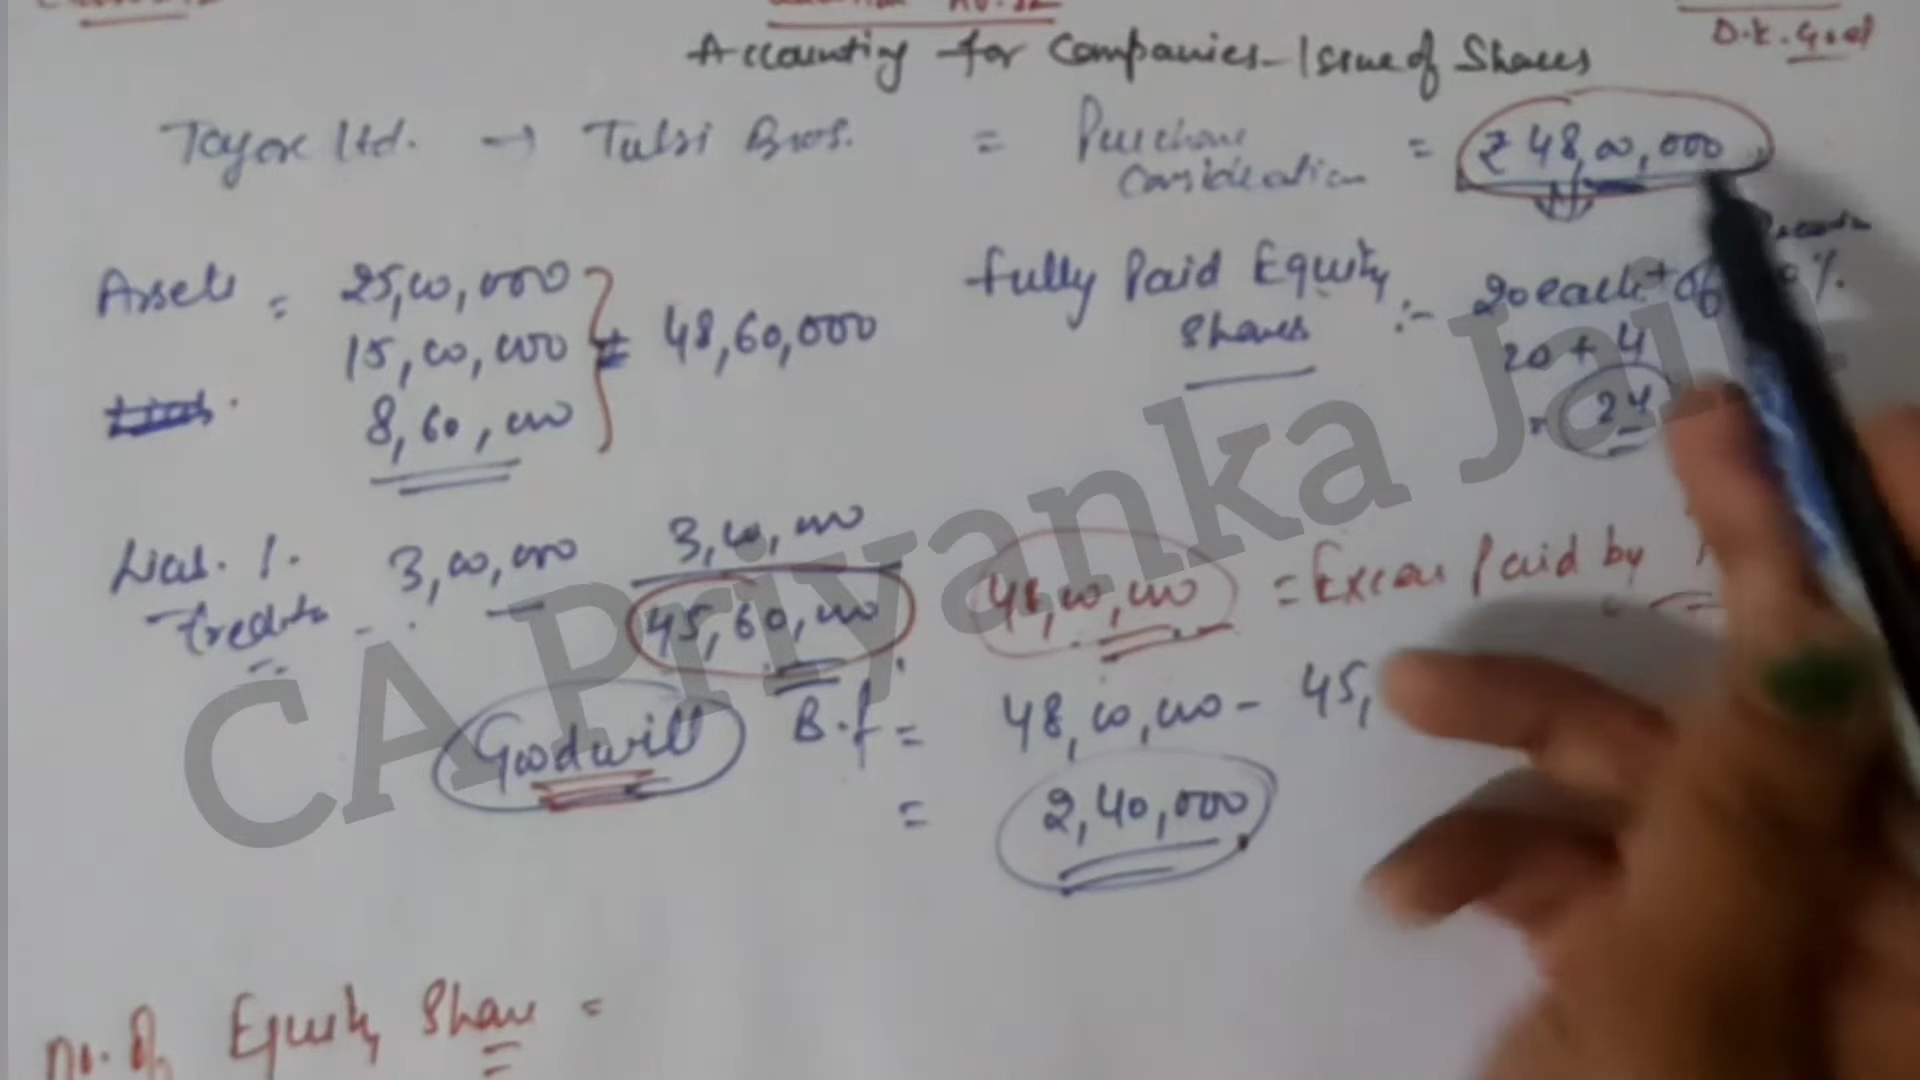 Accounting for Companies - Issue of Shares
D.K. Goel
Tayor Ltd. → Tulsi Bros. = Purchase Consideration = ₹ 48,00,000
Assets = 25,00,000
15,00,000 = 48,60,000
8,60,000
Fully Paid Equity Shares :- 20 each +
20 + 4
= 24
Liab. 3,00,000
3,00,000
45,60,000
48,00,000 = Excess Paid by
Goodwill B.f = 48,00,000 - 45,
= 2,40,000
No. of Equity Share =
CA Priyanka Jain